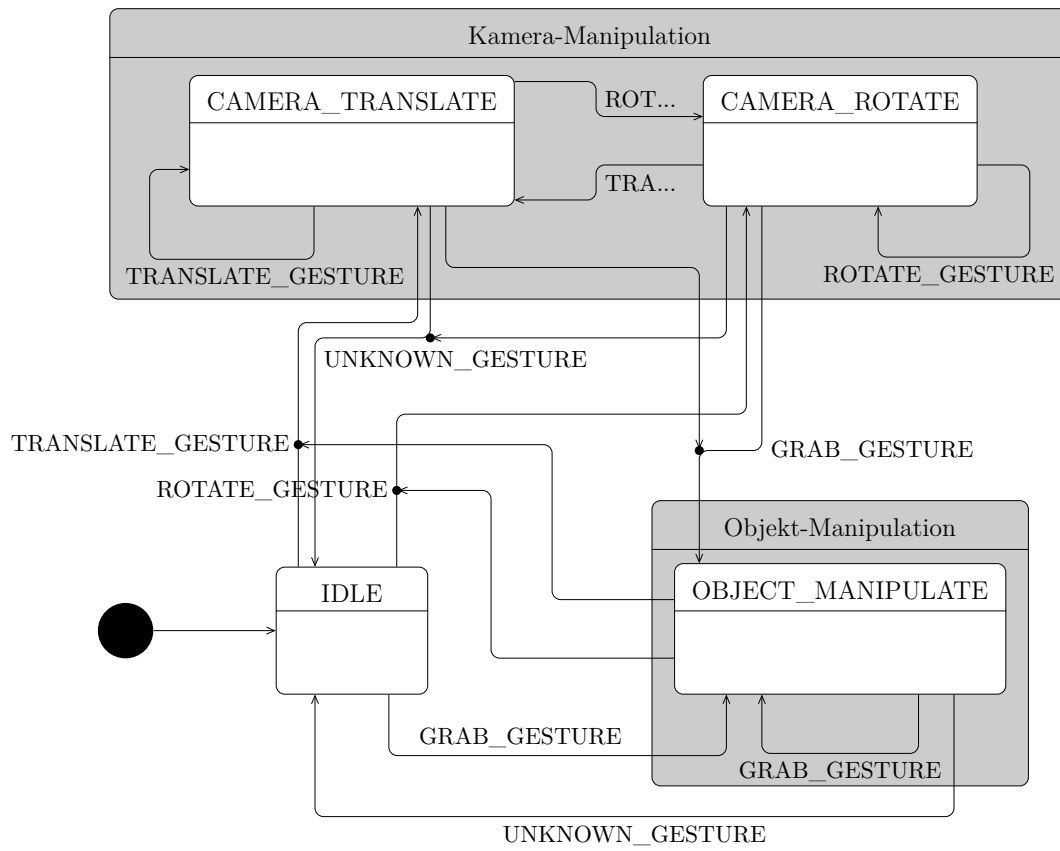 Kamera-Manipulation
CAMERA_TRANSLATE
CAMERA_ROTATE
ROT...
TRA...
TRANSLATE_GESTURE
ROTATE_GESTURE
UNKNOWN_GESTURE
TRANSLATE_GESTURE
GRAB_GESTURE
ROTATE_GESTURE
Objekt-Manipulation
IDLE
OBJECT_MANIPULATE
GRAB_GESTURE
GRAB_GESTURE
UNKNOWN_GESTURE